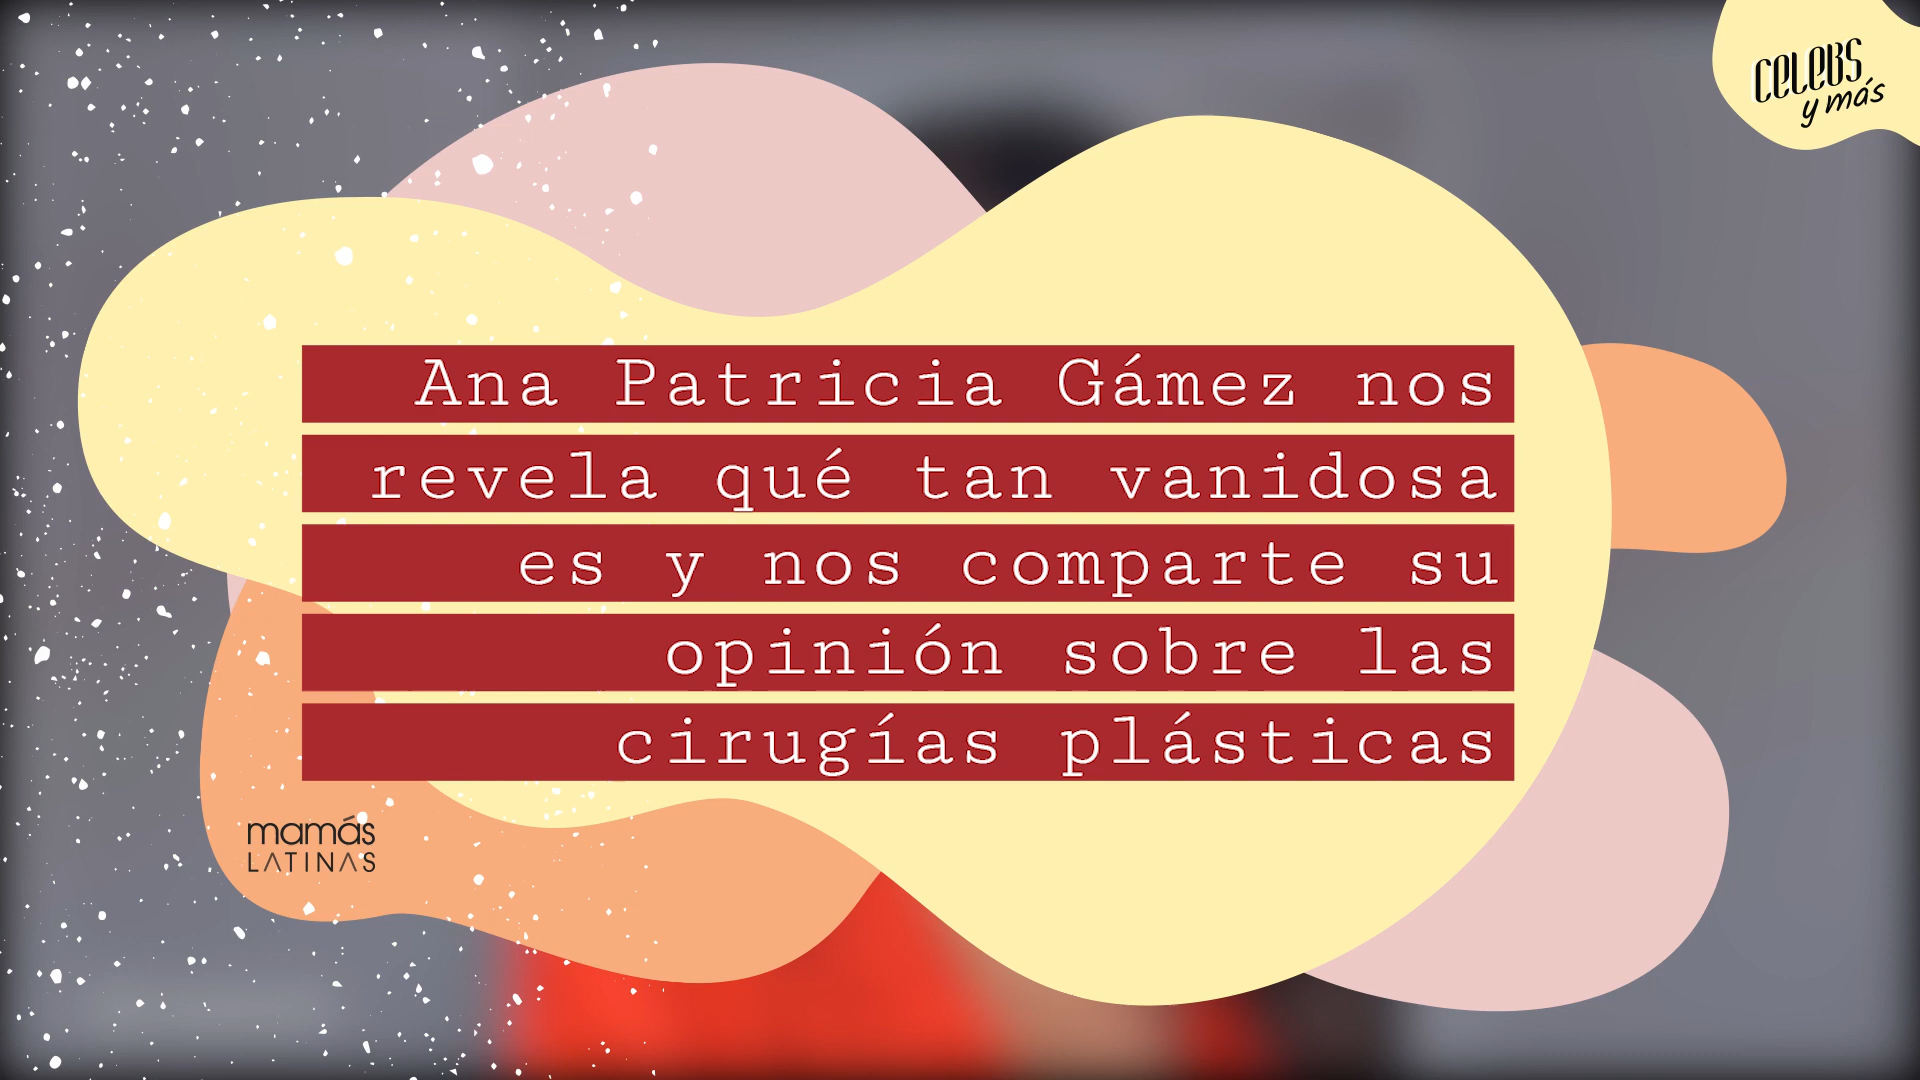 CELEBS
y más
Ana Patricia Gámez nos
revela qué tan vanidosa
es y nos comparte su
opinión sobre las
cirugías plásticas
mamás
LATINAS